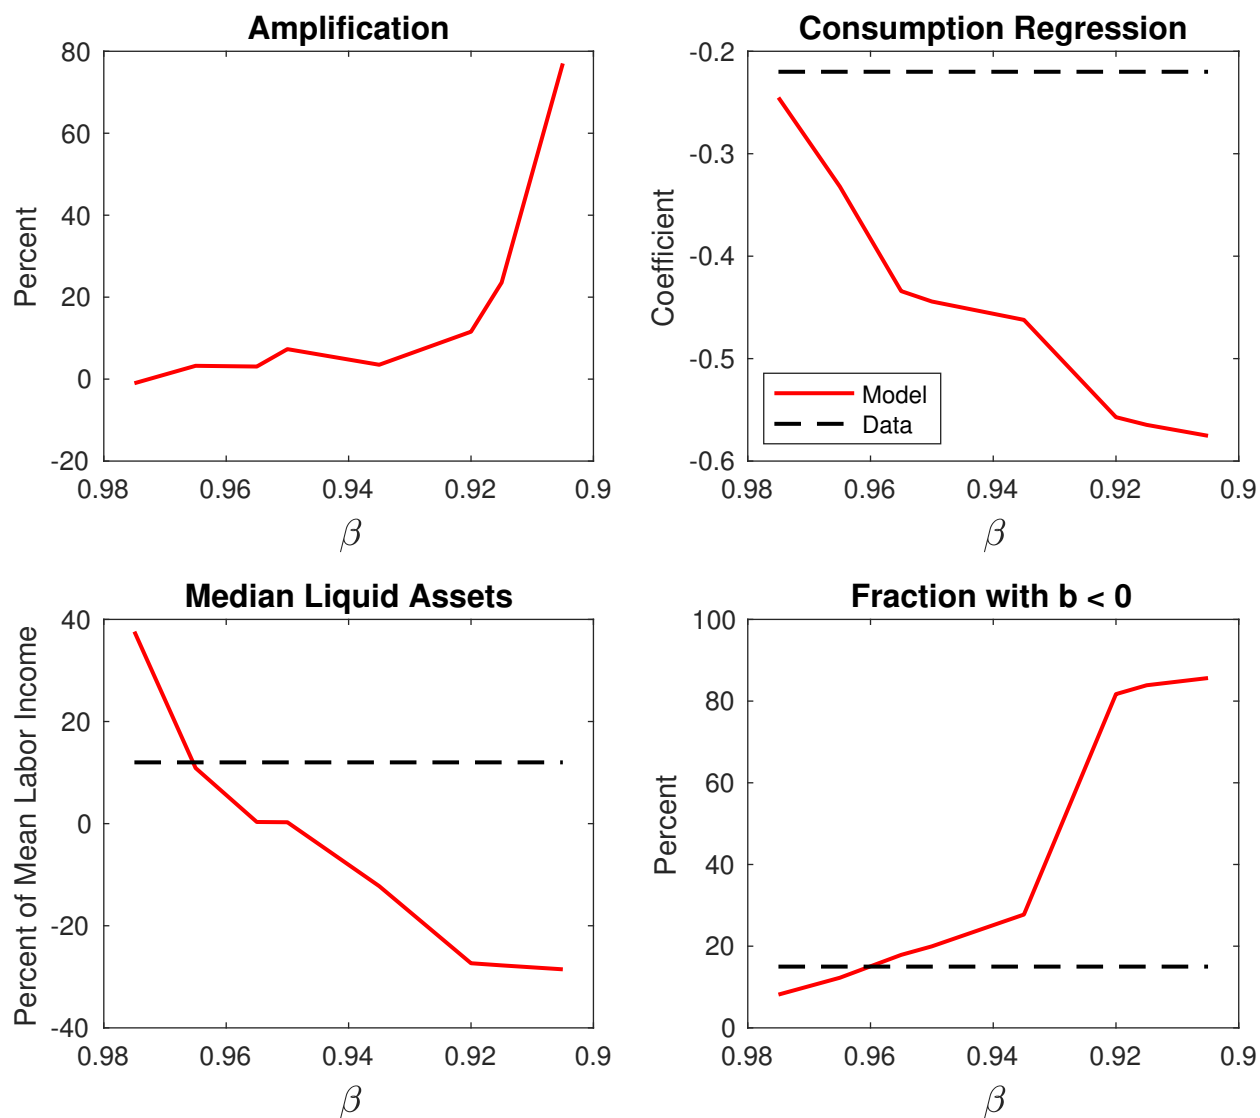 Amplification
80
60
40
20
0
-20
Percent
0.98 0.96 0.94 0.92 0.9
β
Consumption Regression
-0.2
-0.3
-0.4
-0.5
-0.6
Coefficient
Model
Data
0.98 0.96 0.94 0.92 0.9
β
Median Liquid Assets
40
20
0
-20
-40
Percent of Mean Labor Income
0.98 0.96 0.94 0.92 0.9
β
Fraction with b < 0
100
80
60
40
20
0
Percent
0.98 0.96 0.94 0.92 0.9
β